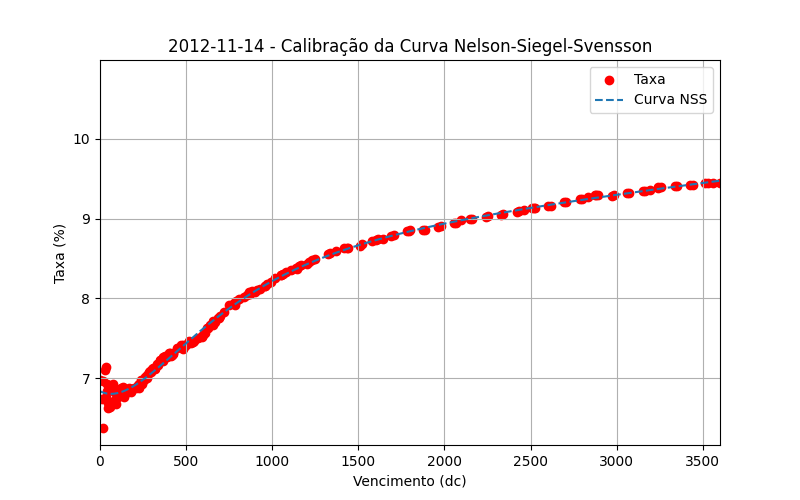 2012-11-14 - Calibração da Curva Nelson-Siegel-Svensson
Taxa
Curva NSS
Taxa (%)
10
9
8
7
0 500 1000 1500 2000 2500 3000 3500
Vencimento (dc)